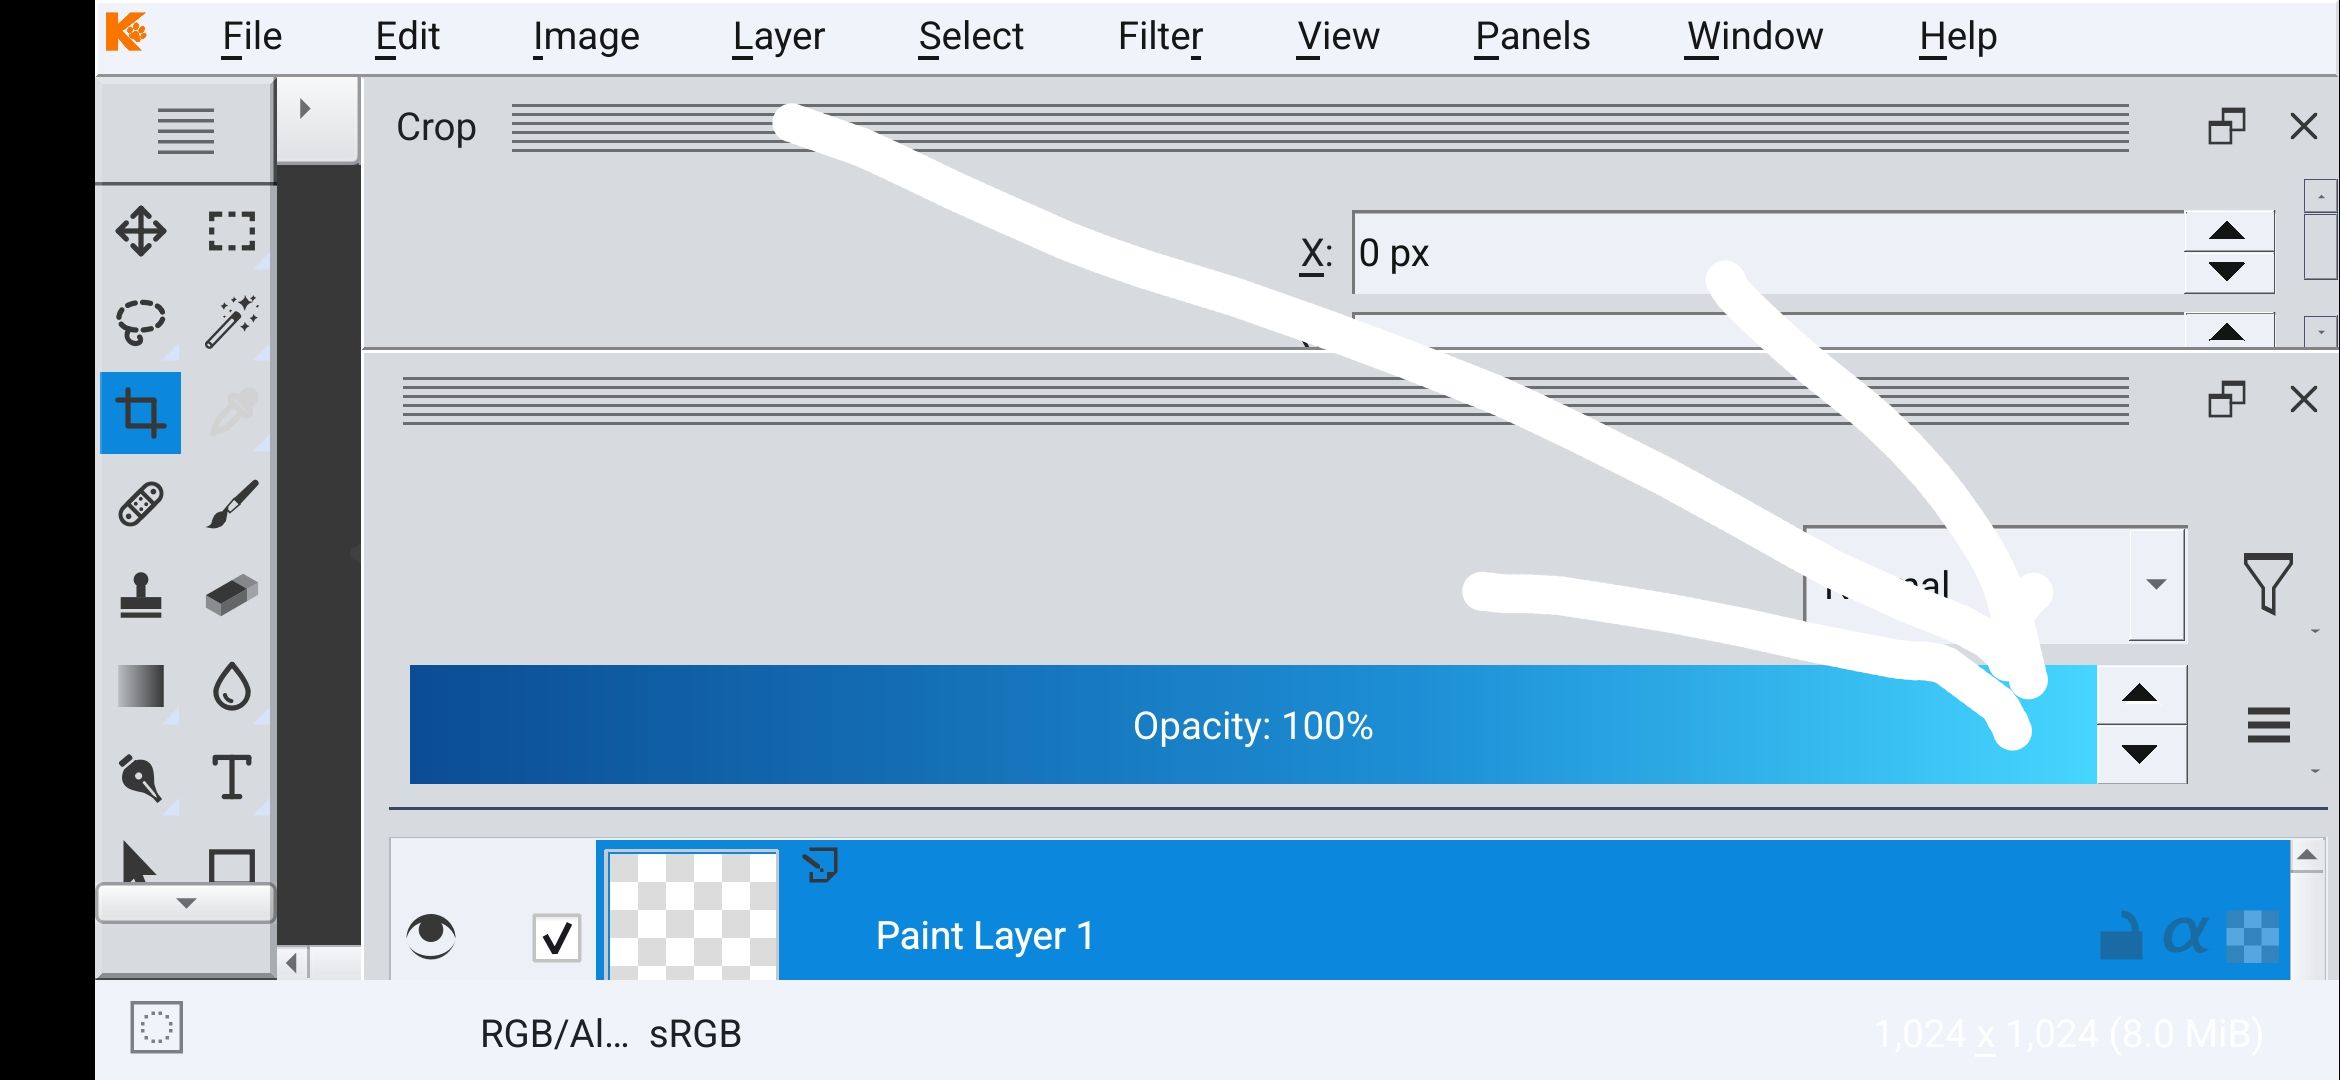 File Edit Image Layer Select Filter View Panels Window Help
Crop
X: 0 px
Opacity: 100%
Paint Layer 1
α
RGB/Al... sRGB 1,024 x 1,024 (8.0 MiB)